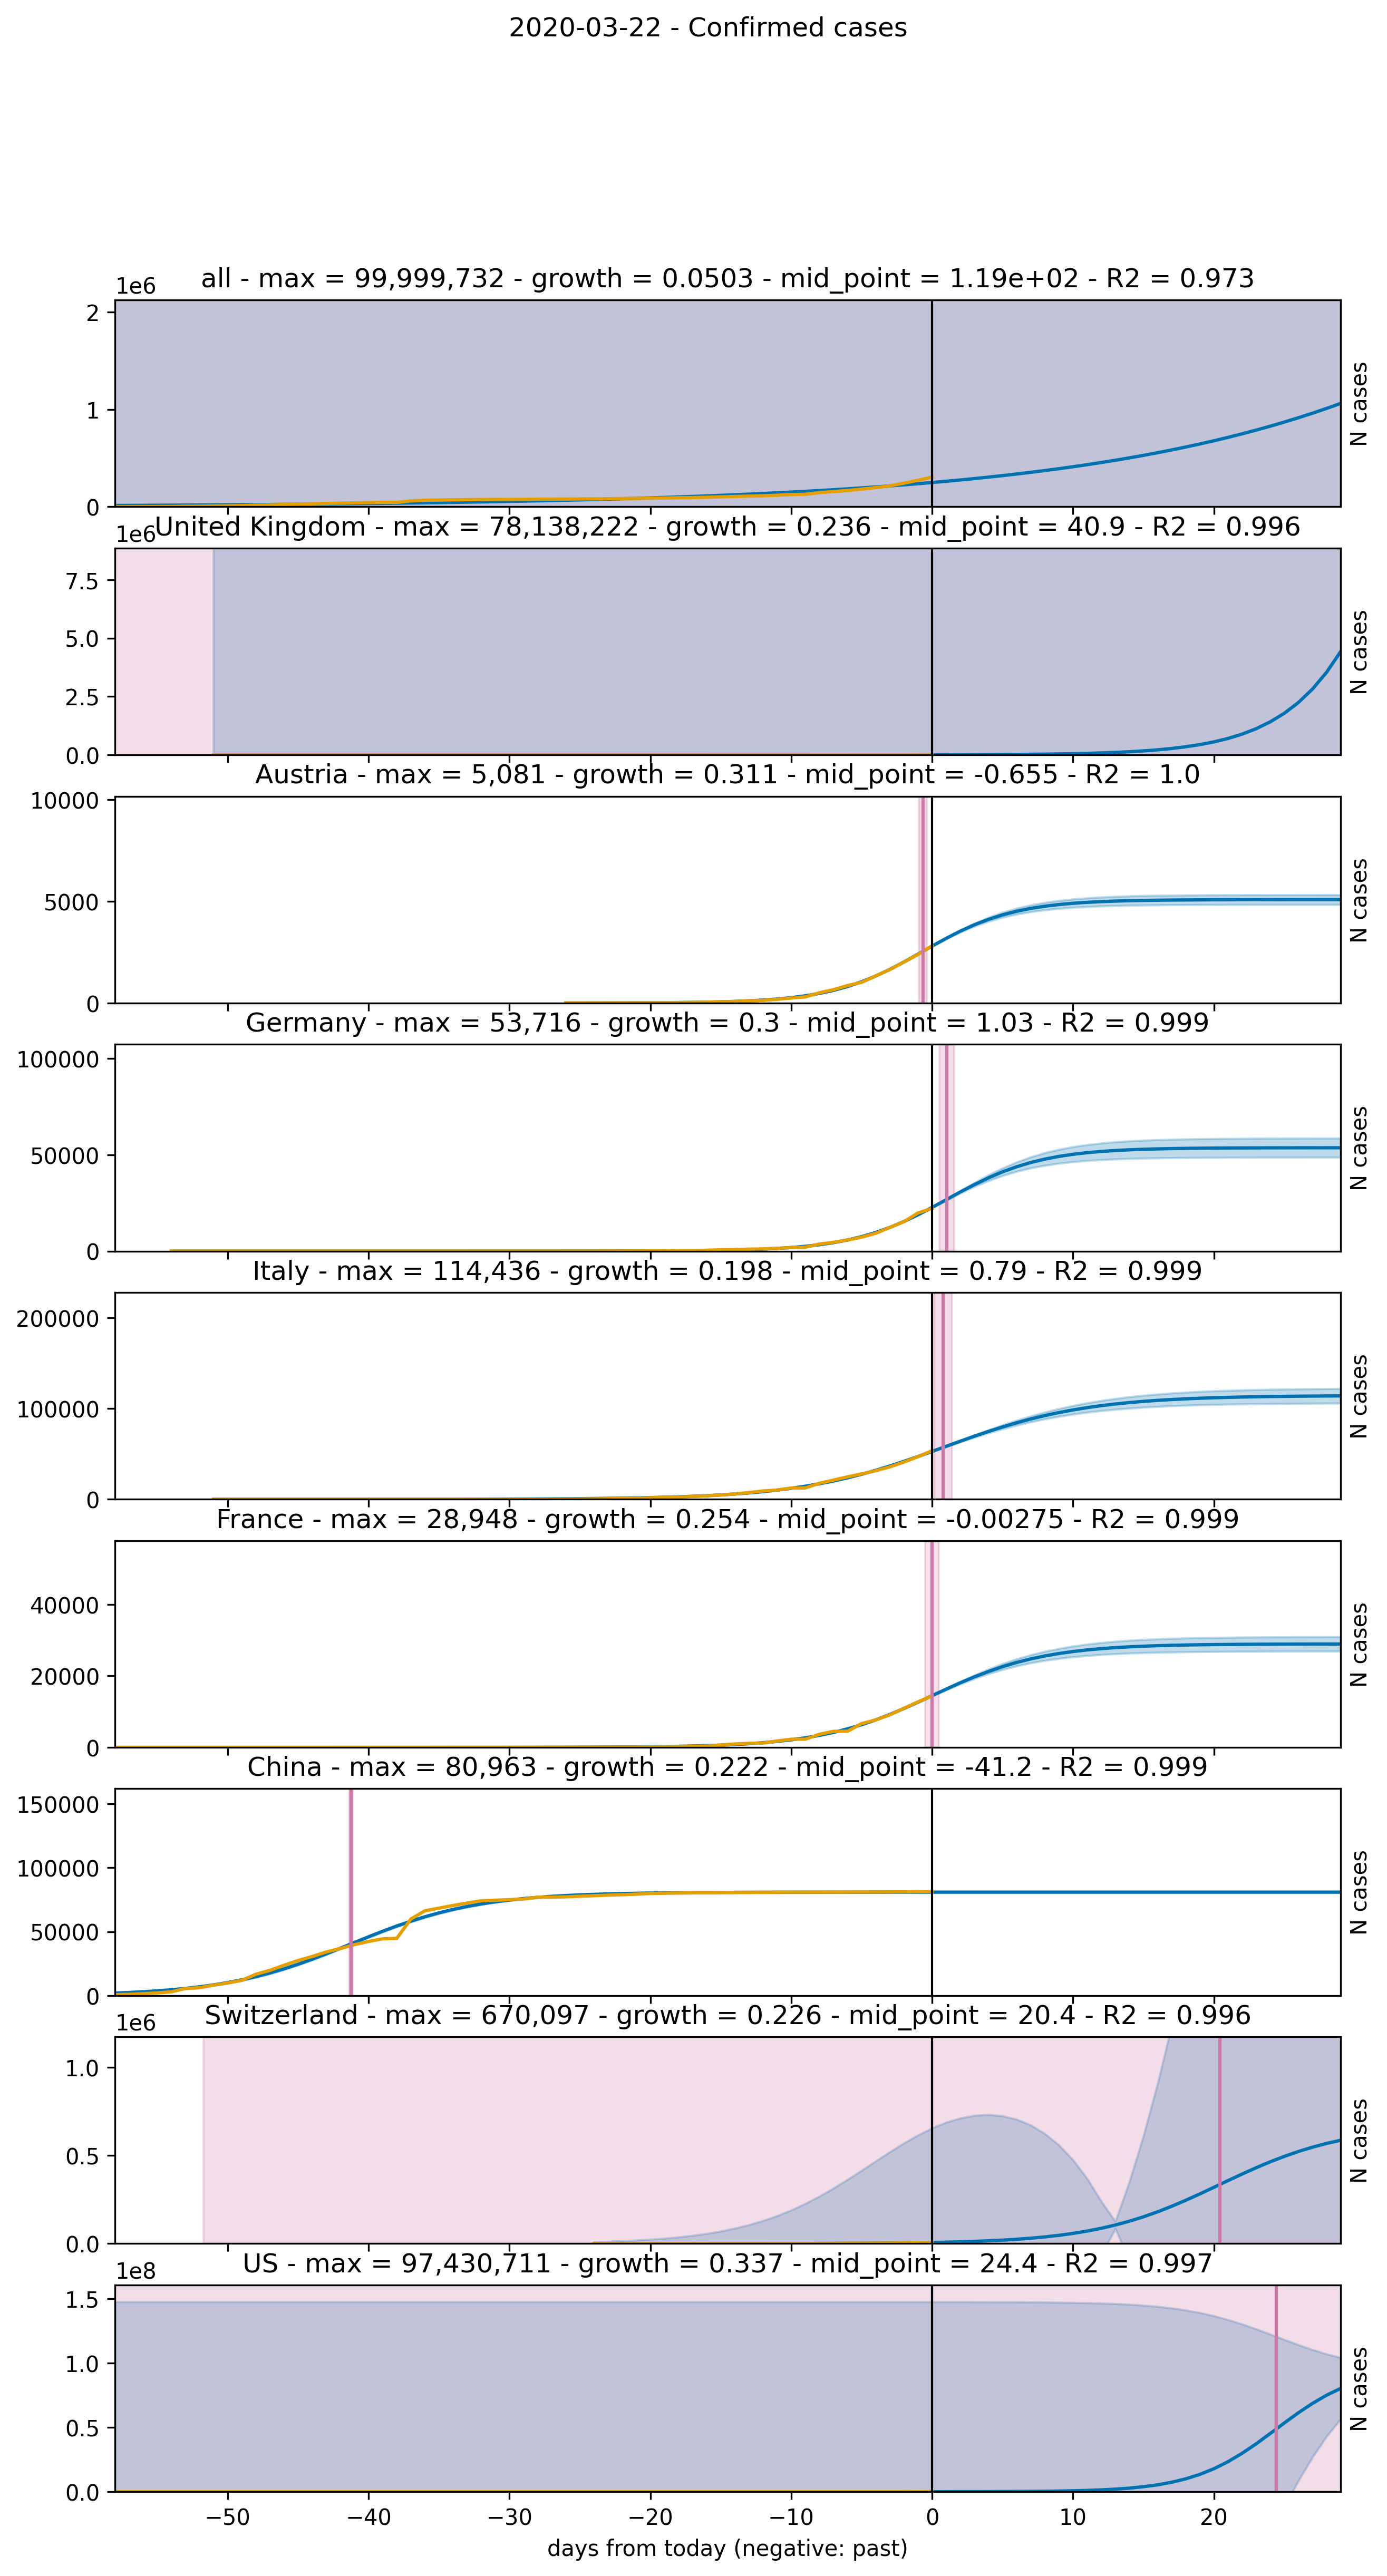 2020-03-22 - Confirmed cases
all - max = 99,999,732 - growth = 0.0503 - mid_point = 1.19e+02 - R2 = 0.973
1e6
2
1
0
N cases
United Kingdom - max = 78,138,222 - growth = 0.236 - mid_point = 40.9 - R2 = 0.996
1e6
7.5
5.0
2.5
0.0
N cases
Austria - max = 5,081 - growth = 0.311 - mid_point = -0.655 - R2 = 1.0
10000
5000
0
N cases
Germany - max = 53,716 - growth = 0.3 - mid_point = 1.03 - R2 = 0.999
100000
50000
0
N cases
Italy - max = 114,436 - growth = 0.198 - mid_point = 0.79 - R2 = 0.999
200000
100000
0
N cases
France - max = 28,948 - growth = 0.254 - mid_point = -0.00275 - R2 = 0.999
40000
20000
0
N cases
China - max = 80,963 - growth = 0.222 - mid_point = -41.2 - R2 = 0.999
150000
100000
50000
0
N cases
Switzerland - max = 670,097 - growth = 0.226 - mid_point = 20.4 - R2 = 0.996
1e6
1.0
0.5
0.0
N cases
US - max = 97,430,711 - growth = 0.337 - mid_point = 24.4 - R2 = 0.997
1e8
1.5
1.0
0.5
0.0
N cases
−50 −40 −30 −20 −10 0 10 20
days from today (negative: past)